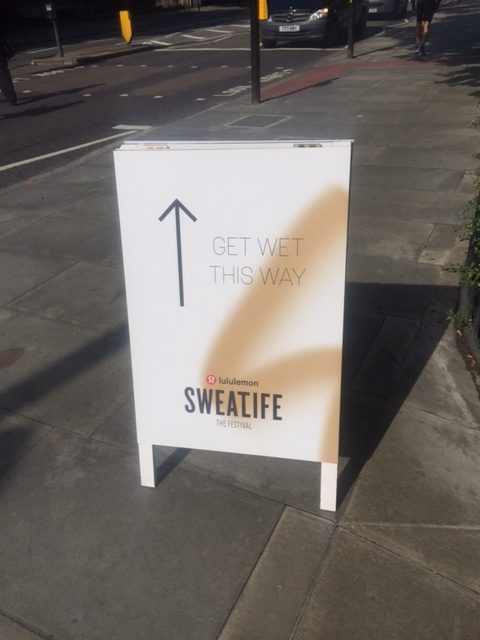 GET WET
THIS WAY
lululemon
SWEATLIFE
THE FESTIVAL